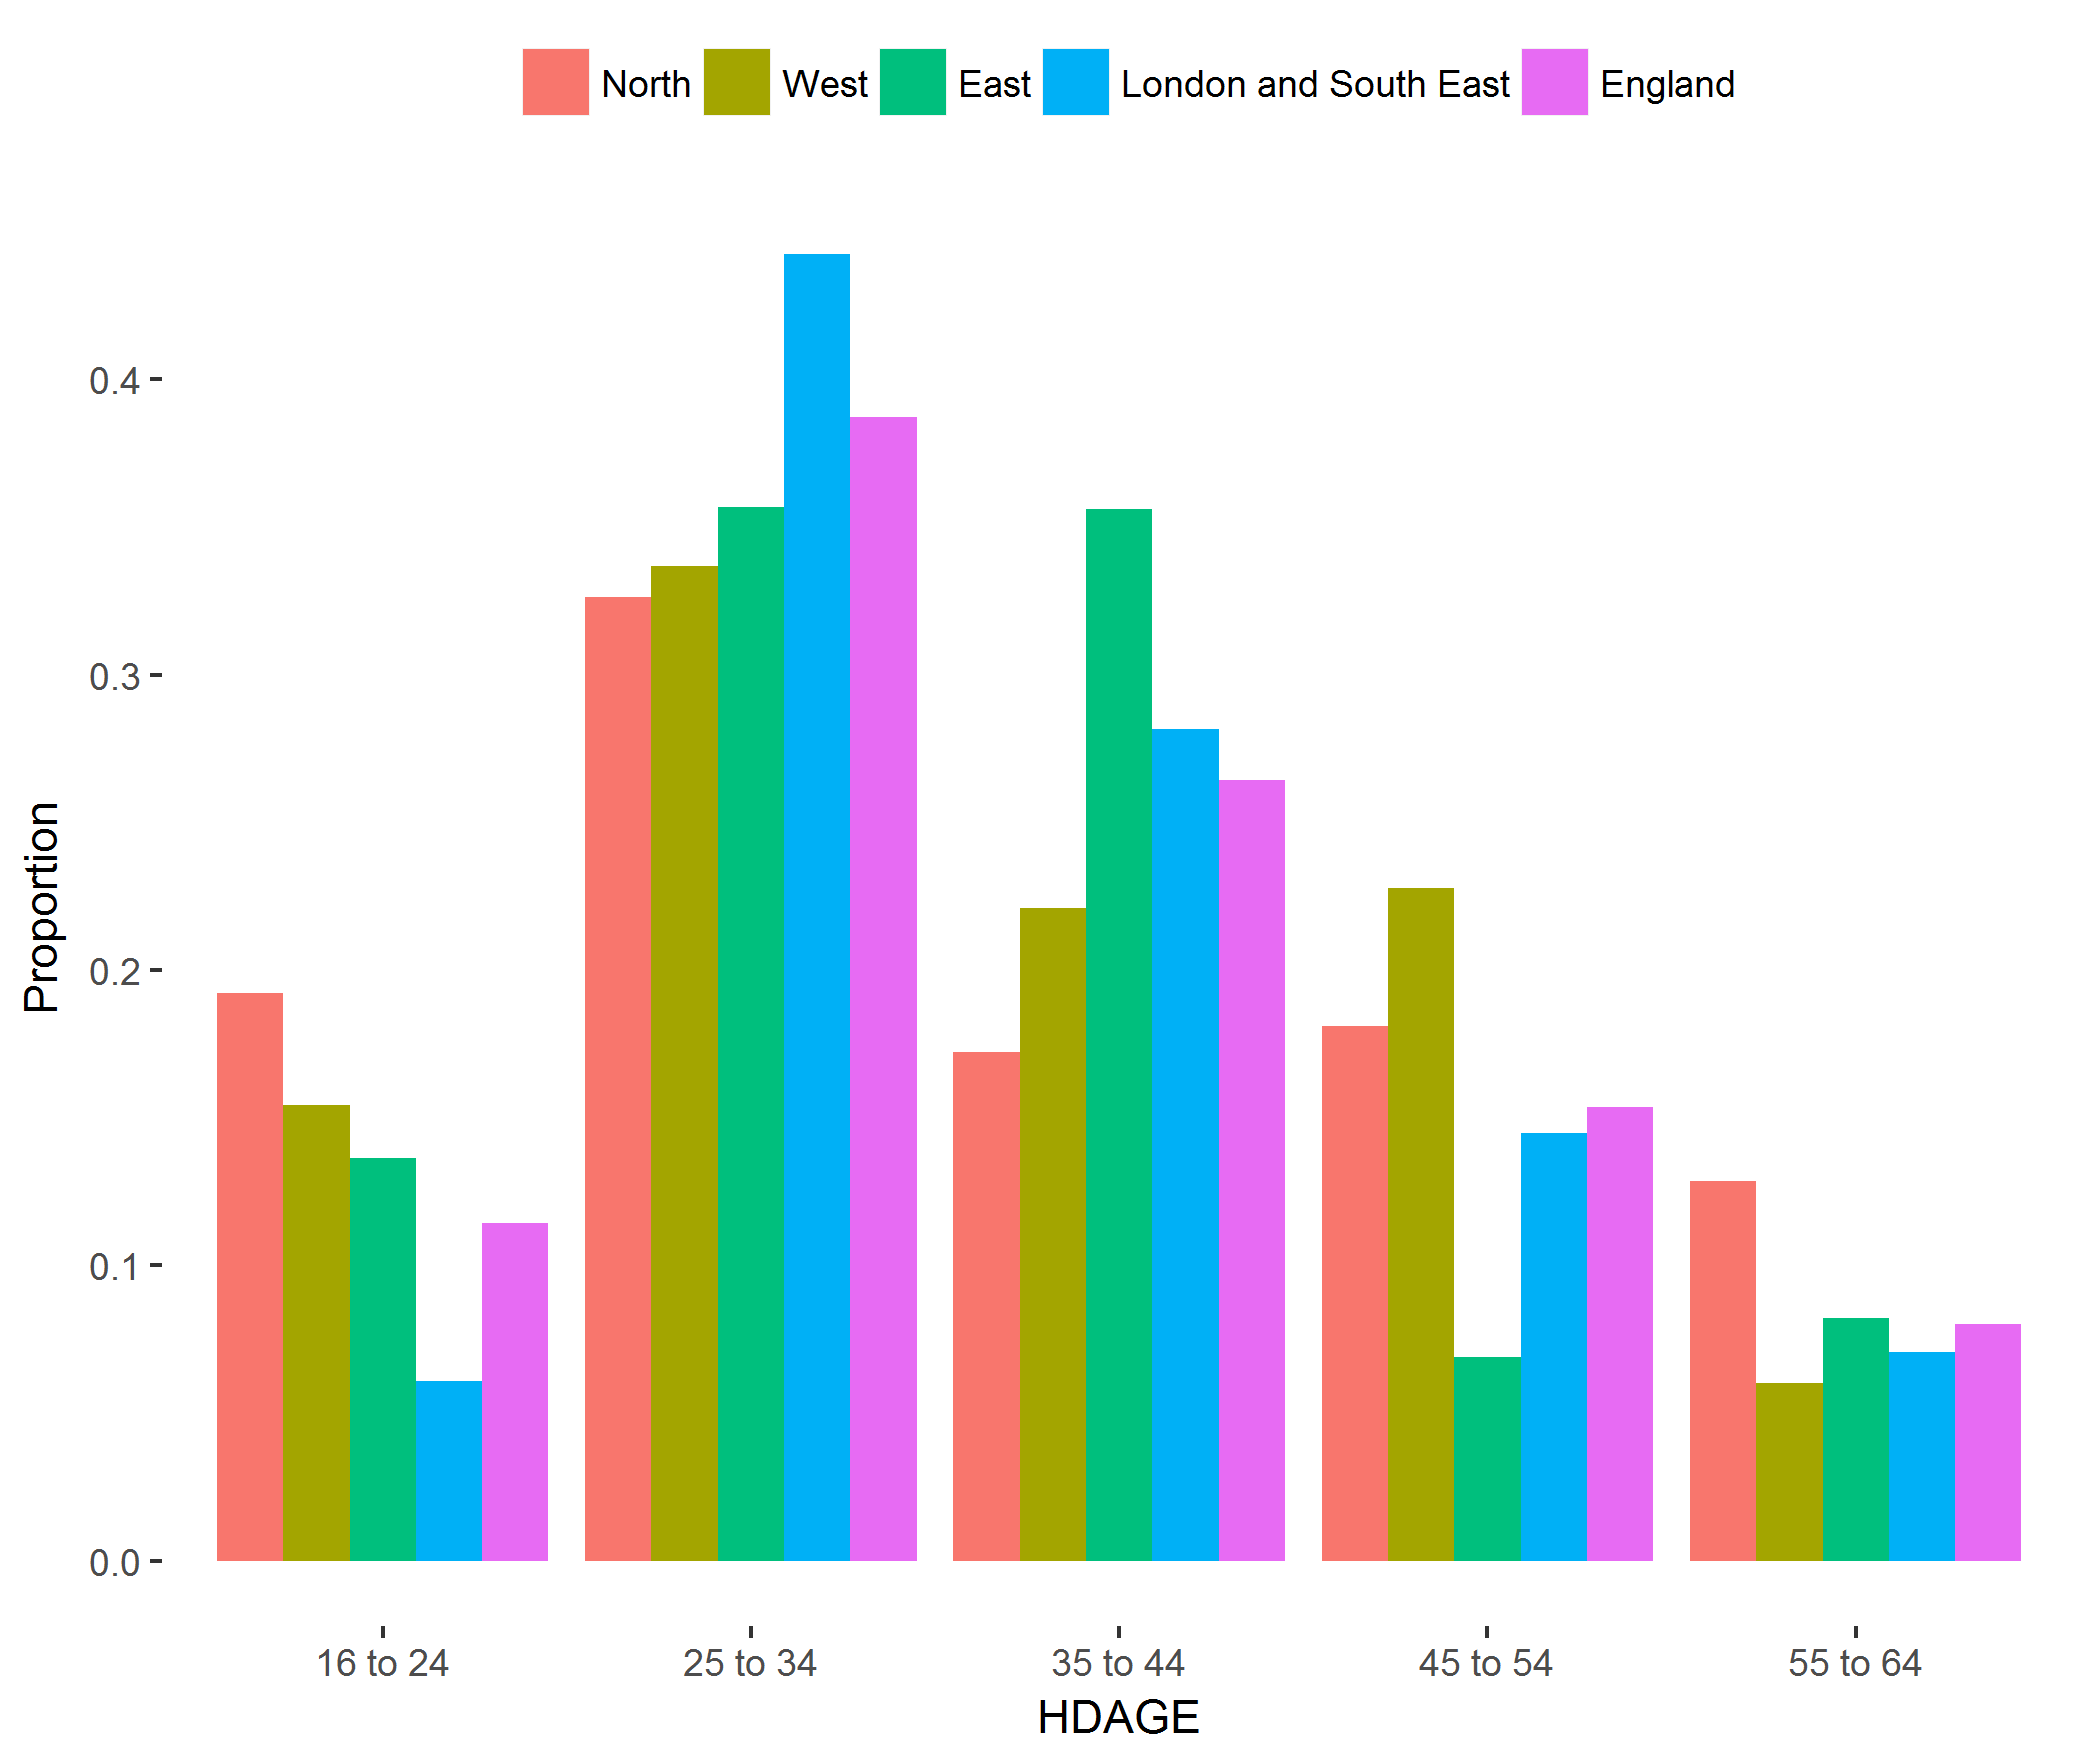 North West East London and South East England
0.4
0.3
0.2
0.1
0.0
Proportion
16 to 24 25 to 34 35 to 44 45 to 54 55 to 64
HDAGE